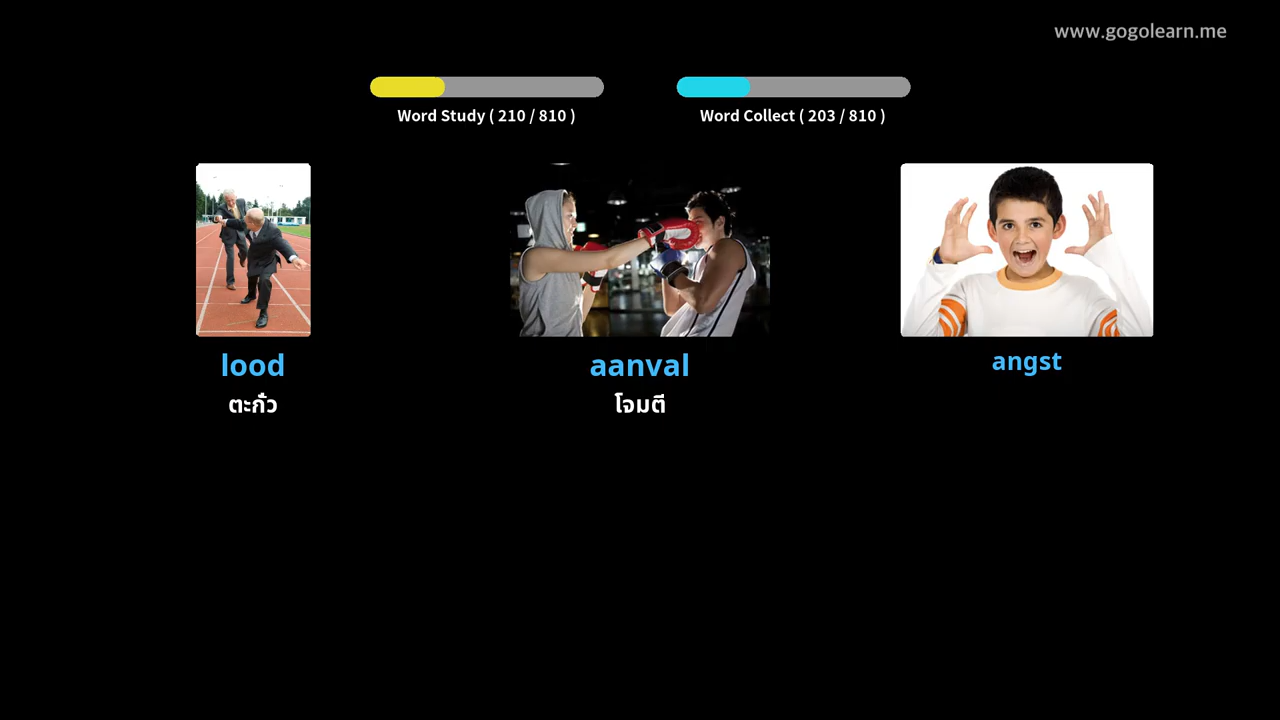 www.gogolearn.me
Word Study ( 210 / 810 )
Word Collect ( 203 / 810 )
lood
ตะกั่ว
aanval
โจมตี
angst